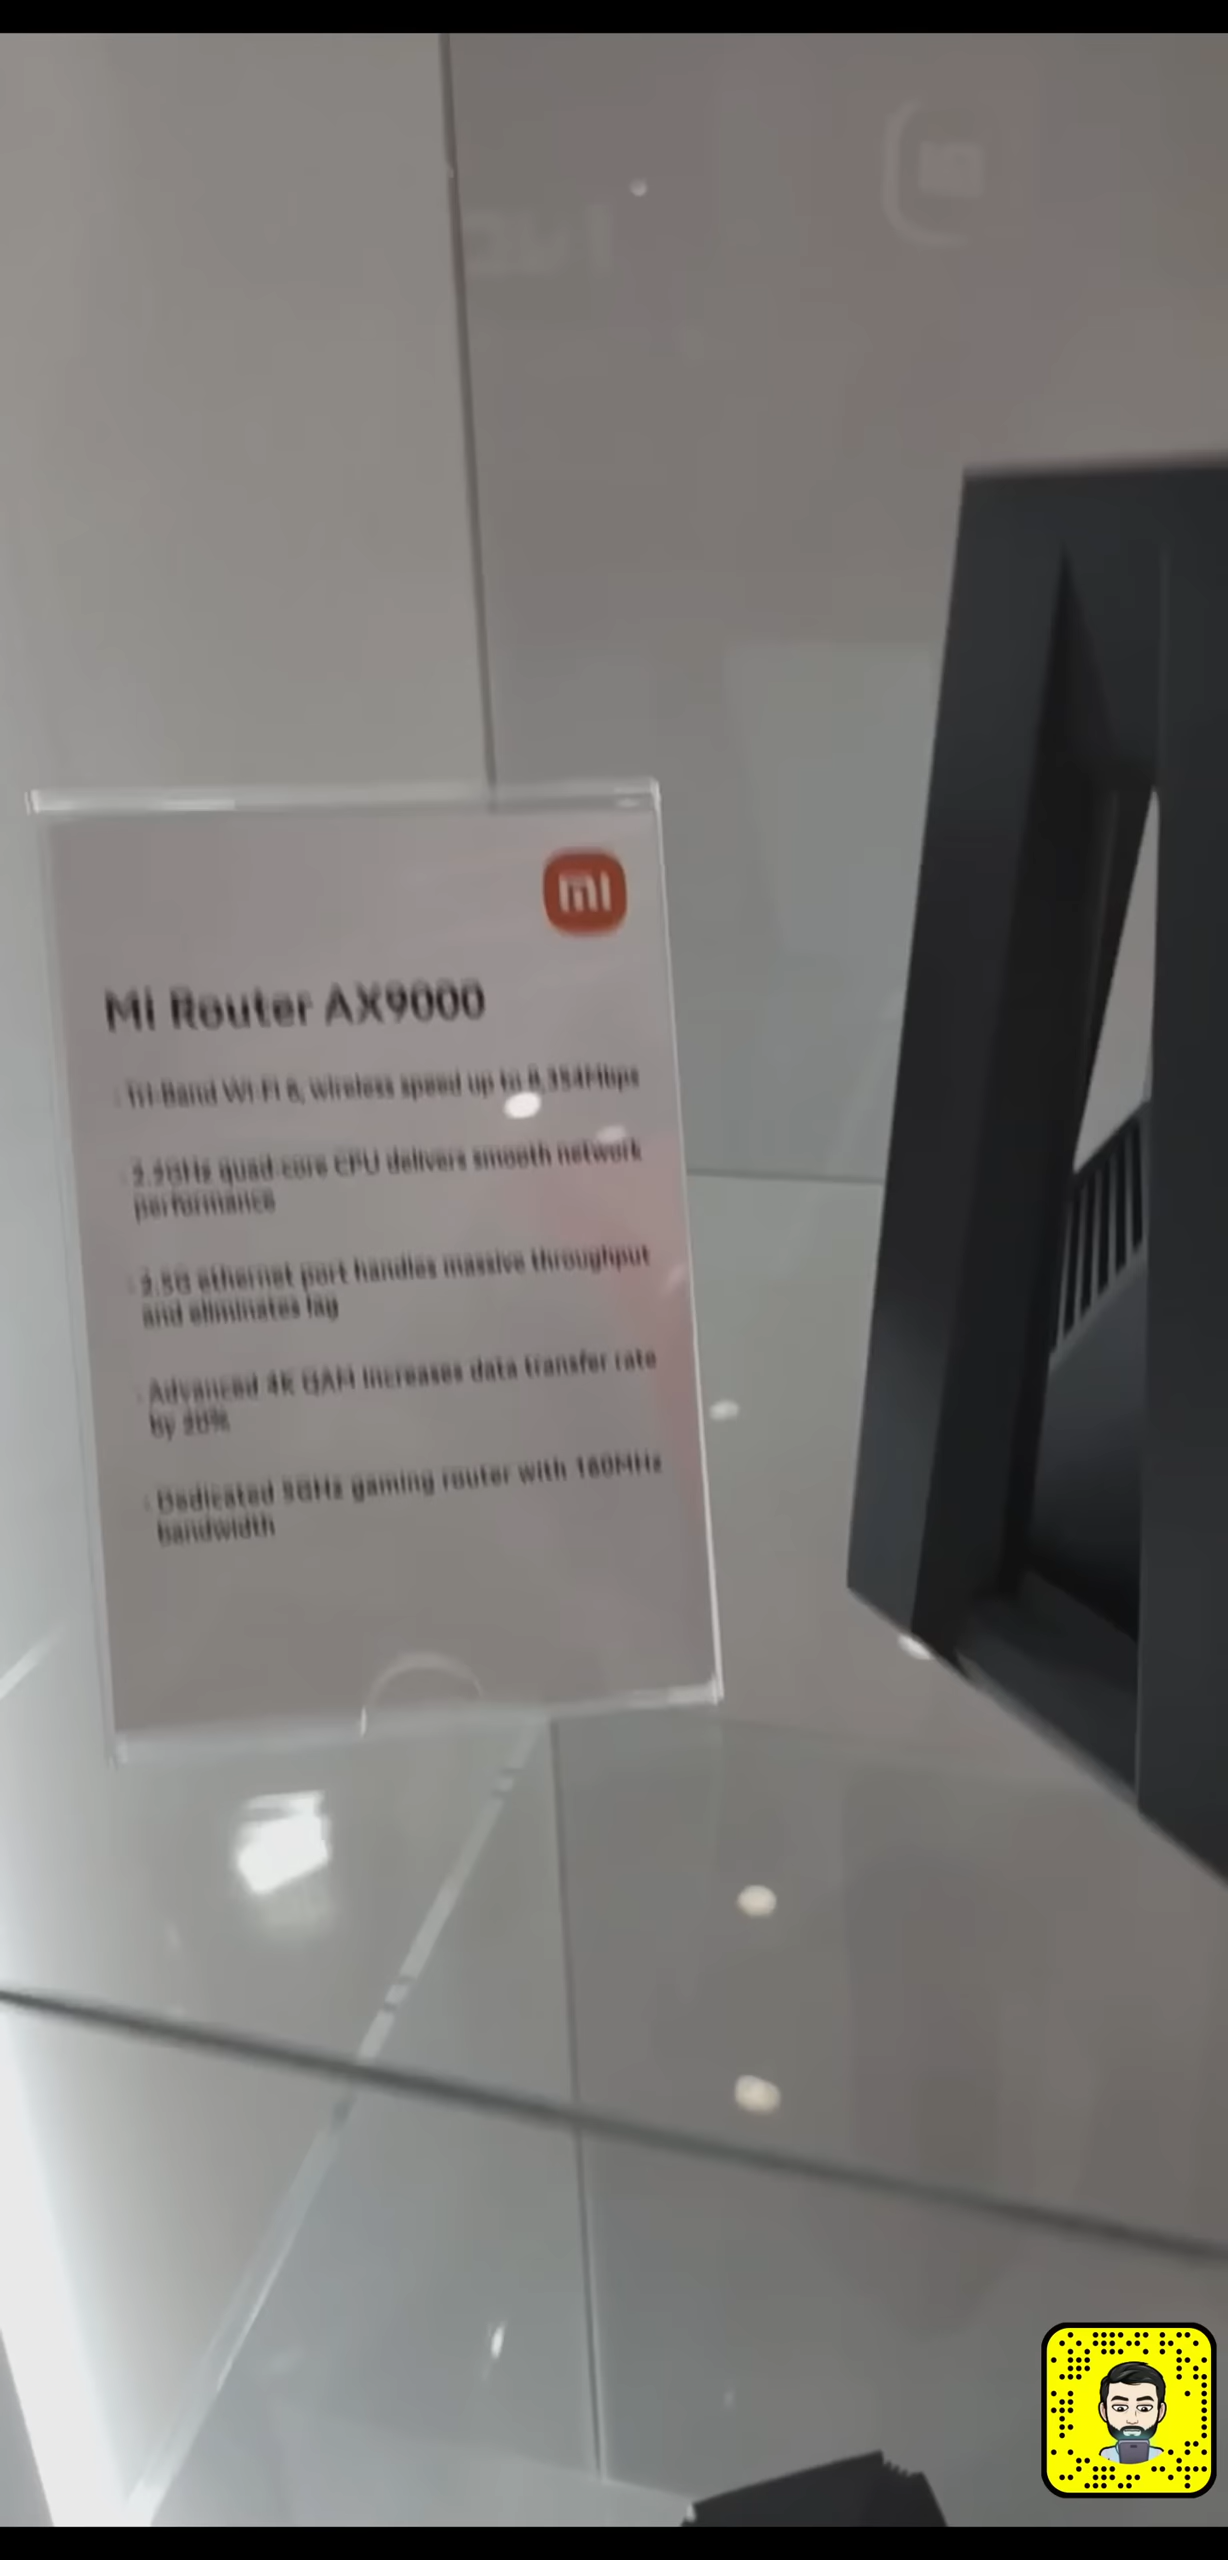 mi
Mi Router AX9000
· Tri-Band Wi-Fi 6, wireless speed up to 8,354Mbps
· 2.2GHz quad-core CPU delivers smooth network
performance
· 2.5G ethernet port handles massive throughput
and eliminates lag
· Advanced 4K QAM increases data transfer rate
by 20%
· Dedicated 5GHz gaming router with 160MHz
bandwidth